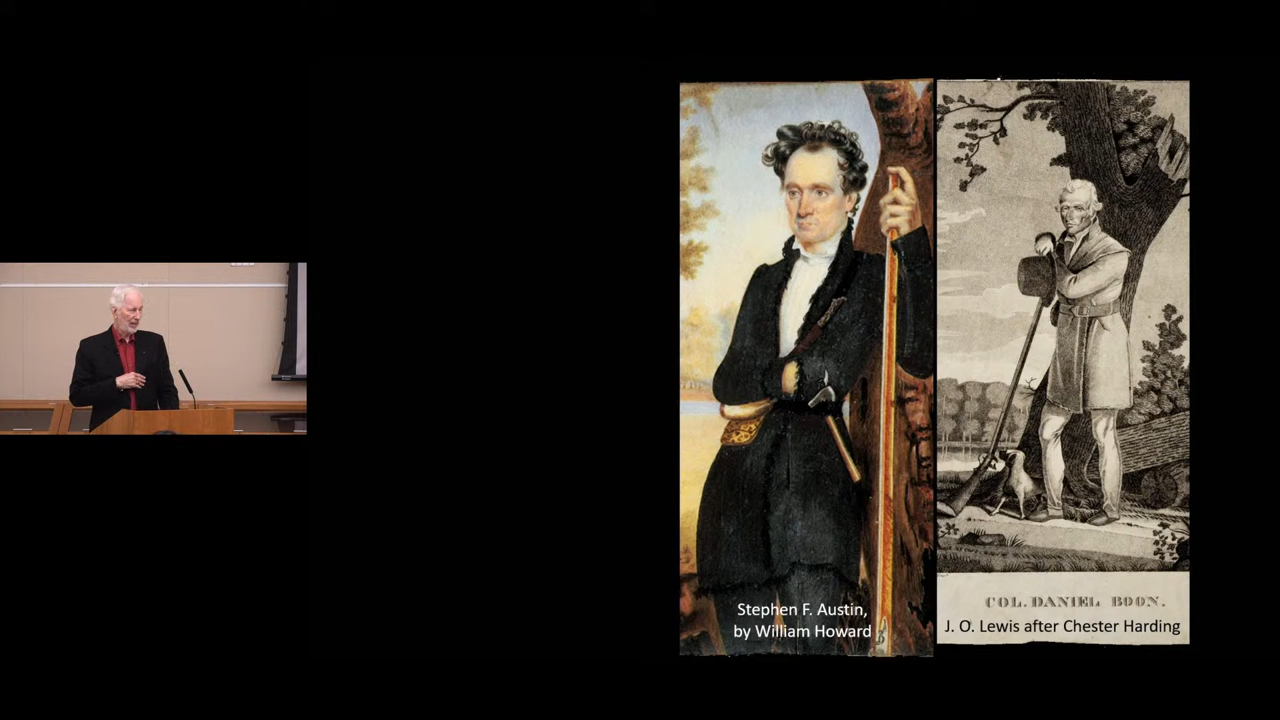 Stephen F. Austin,
by William Howard
COL. DANIEL BOON.
J. O. Lewis after Chester Harding